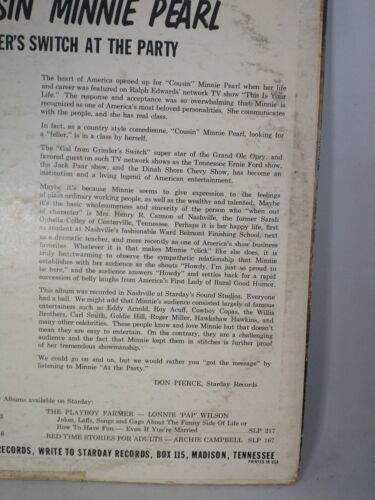 SIN" MINNIE PEARL
ER'S SWITCH AT THE PARTY
The heart of America opened up for "Cousin" Minnie Pearl when her life
and career was featured on Ralph Edwards' network TV show "This Is Your
Life." The response and acceptance was so overwhelming that Minnie is
recognized as one of America's most beloved personalities. She communicates
with the people, and she has real class.
In fact, as a country style comedienne, "Cousin" Minnie Pearl, looking for
a "feller," is in a class by herself.
The "Gal from Grinder's Switch" super star of the Grand Ole Opry, and
favored guest on such TV network shows as the Tennessee Ernie Ford show,
the Jack Paar show, and the Dinah Shore Chevy Show, has become an
institution and a living legend of American entertainment.
Maybe it's because Minnie seems to give expression to the feelings
of plain ordinary working people, as well as the wealthy and talented, Maybe
it's the basic wholesomeness and sincerity of the person who "when out
of character" is Mrs. Henry R. Cannon of Nashville, the former Sarah
Ophelia Colley of Centerville, Tennessee. Perhaps it is her happy life, first
as student at Nashville's fashionable Ward Belmont Finishing School, next
as a dramatic teacher, and more recently as one of America's show business
favorites. Whatever it is that makes Minnie "click" like she does, it is
truly heartwarming to observe the sympathetic relationship that Minnie
establishes with her audience as she shouts "Howdy, I'm just so proud to
be here," and the audience answers "Howdy" and settles back for a rapid
succession of belly laughs from America's First Lady of Rural Good Humor.
This album was recorded in Nashville at Starday's Sound Studios. Everyone
had a ball. We might add that Minnie's audience consisted largely of famous
entertainers such as Eddy Arnold, Roy Acuff, Cowboy Copas, the Willis
Brothers, Carl Smith, Goldie Hill, Roger Miller, Hawkshaw Hawkins, and
many other celebrities. These people know and love Minnie but that doesn't
mean they are easy to entertain. On the contrary, they are a challenging
audience and the fact that Minnie kept them in stitches is further proof
of her tremendous showmanship.
We could go on and on, but we would rather you "got the message" by
listening to Minnie "At the Party."
DON PIERCE, Starday Records
y Albums available on Starday:
THE PLAYBOY FARMER — LONNIE 'PAP' WILSON
Jokes, Laffs, Songs and Gags About The Funny Side Of Life or
How To Have Fun — Even If You're Married SLP 217
BED TIME STORIES FOR ADULTS — ARCHIE CAMPBELL SLP 167
RECORDS, WRITE TO STARDAY RECORDS, BOX 115, MADISON, TENNESSEE
PRINTED IN USA